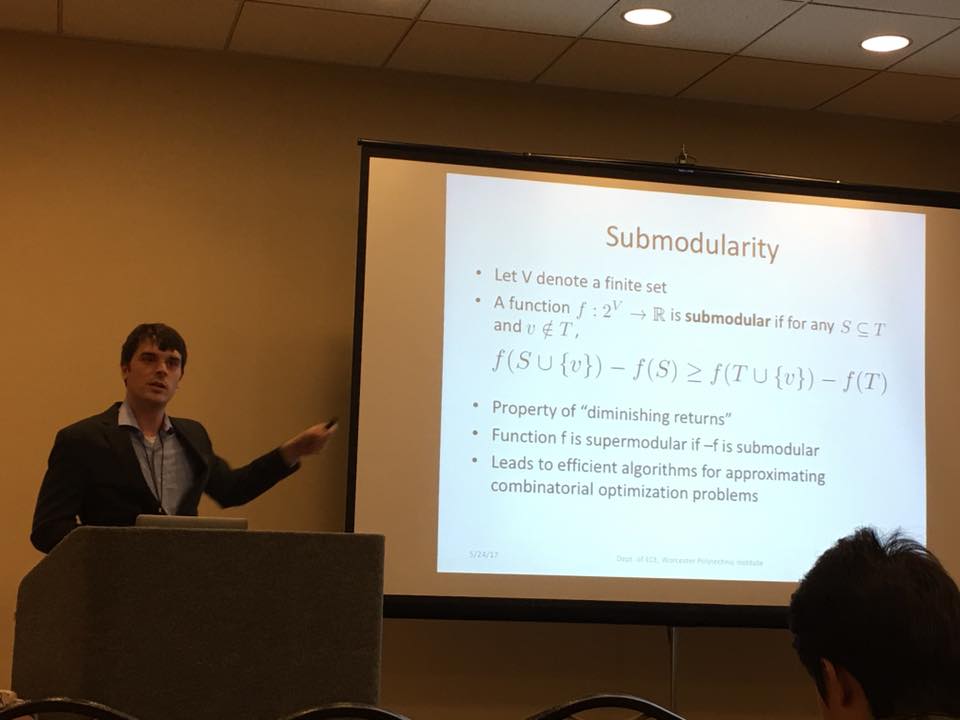 Submodularity
• Let V denote a finite set
• A function f : 2^V → ℝ is submodular if for any S ⊆ T
and v ∉ T ,
f(S ∪ {v}) − f(S) ≥ f(T ∪ {v}) − f(T)
• Property of “diminishing returns”
• Function f is supermodular if –f is submodular
• Leads to efficient algorithms for approximating
combinatorial optimization problems
5/24/17
Dept. of ECE, Worcester Polytechnic Institute